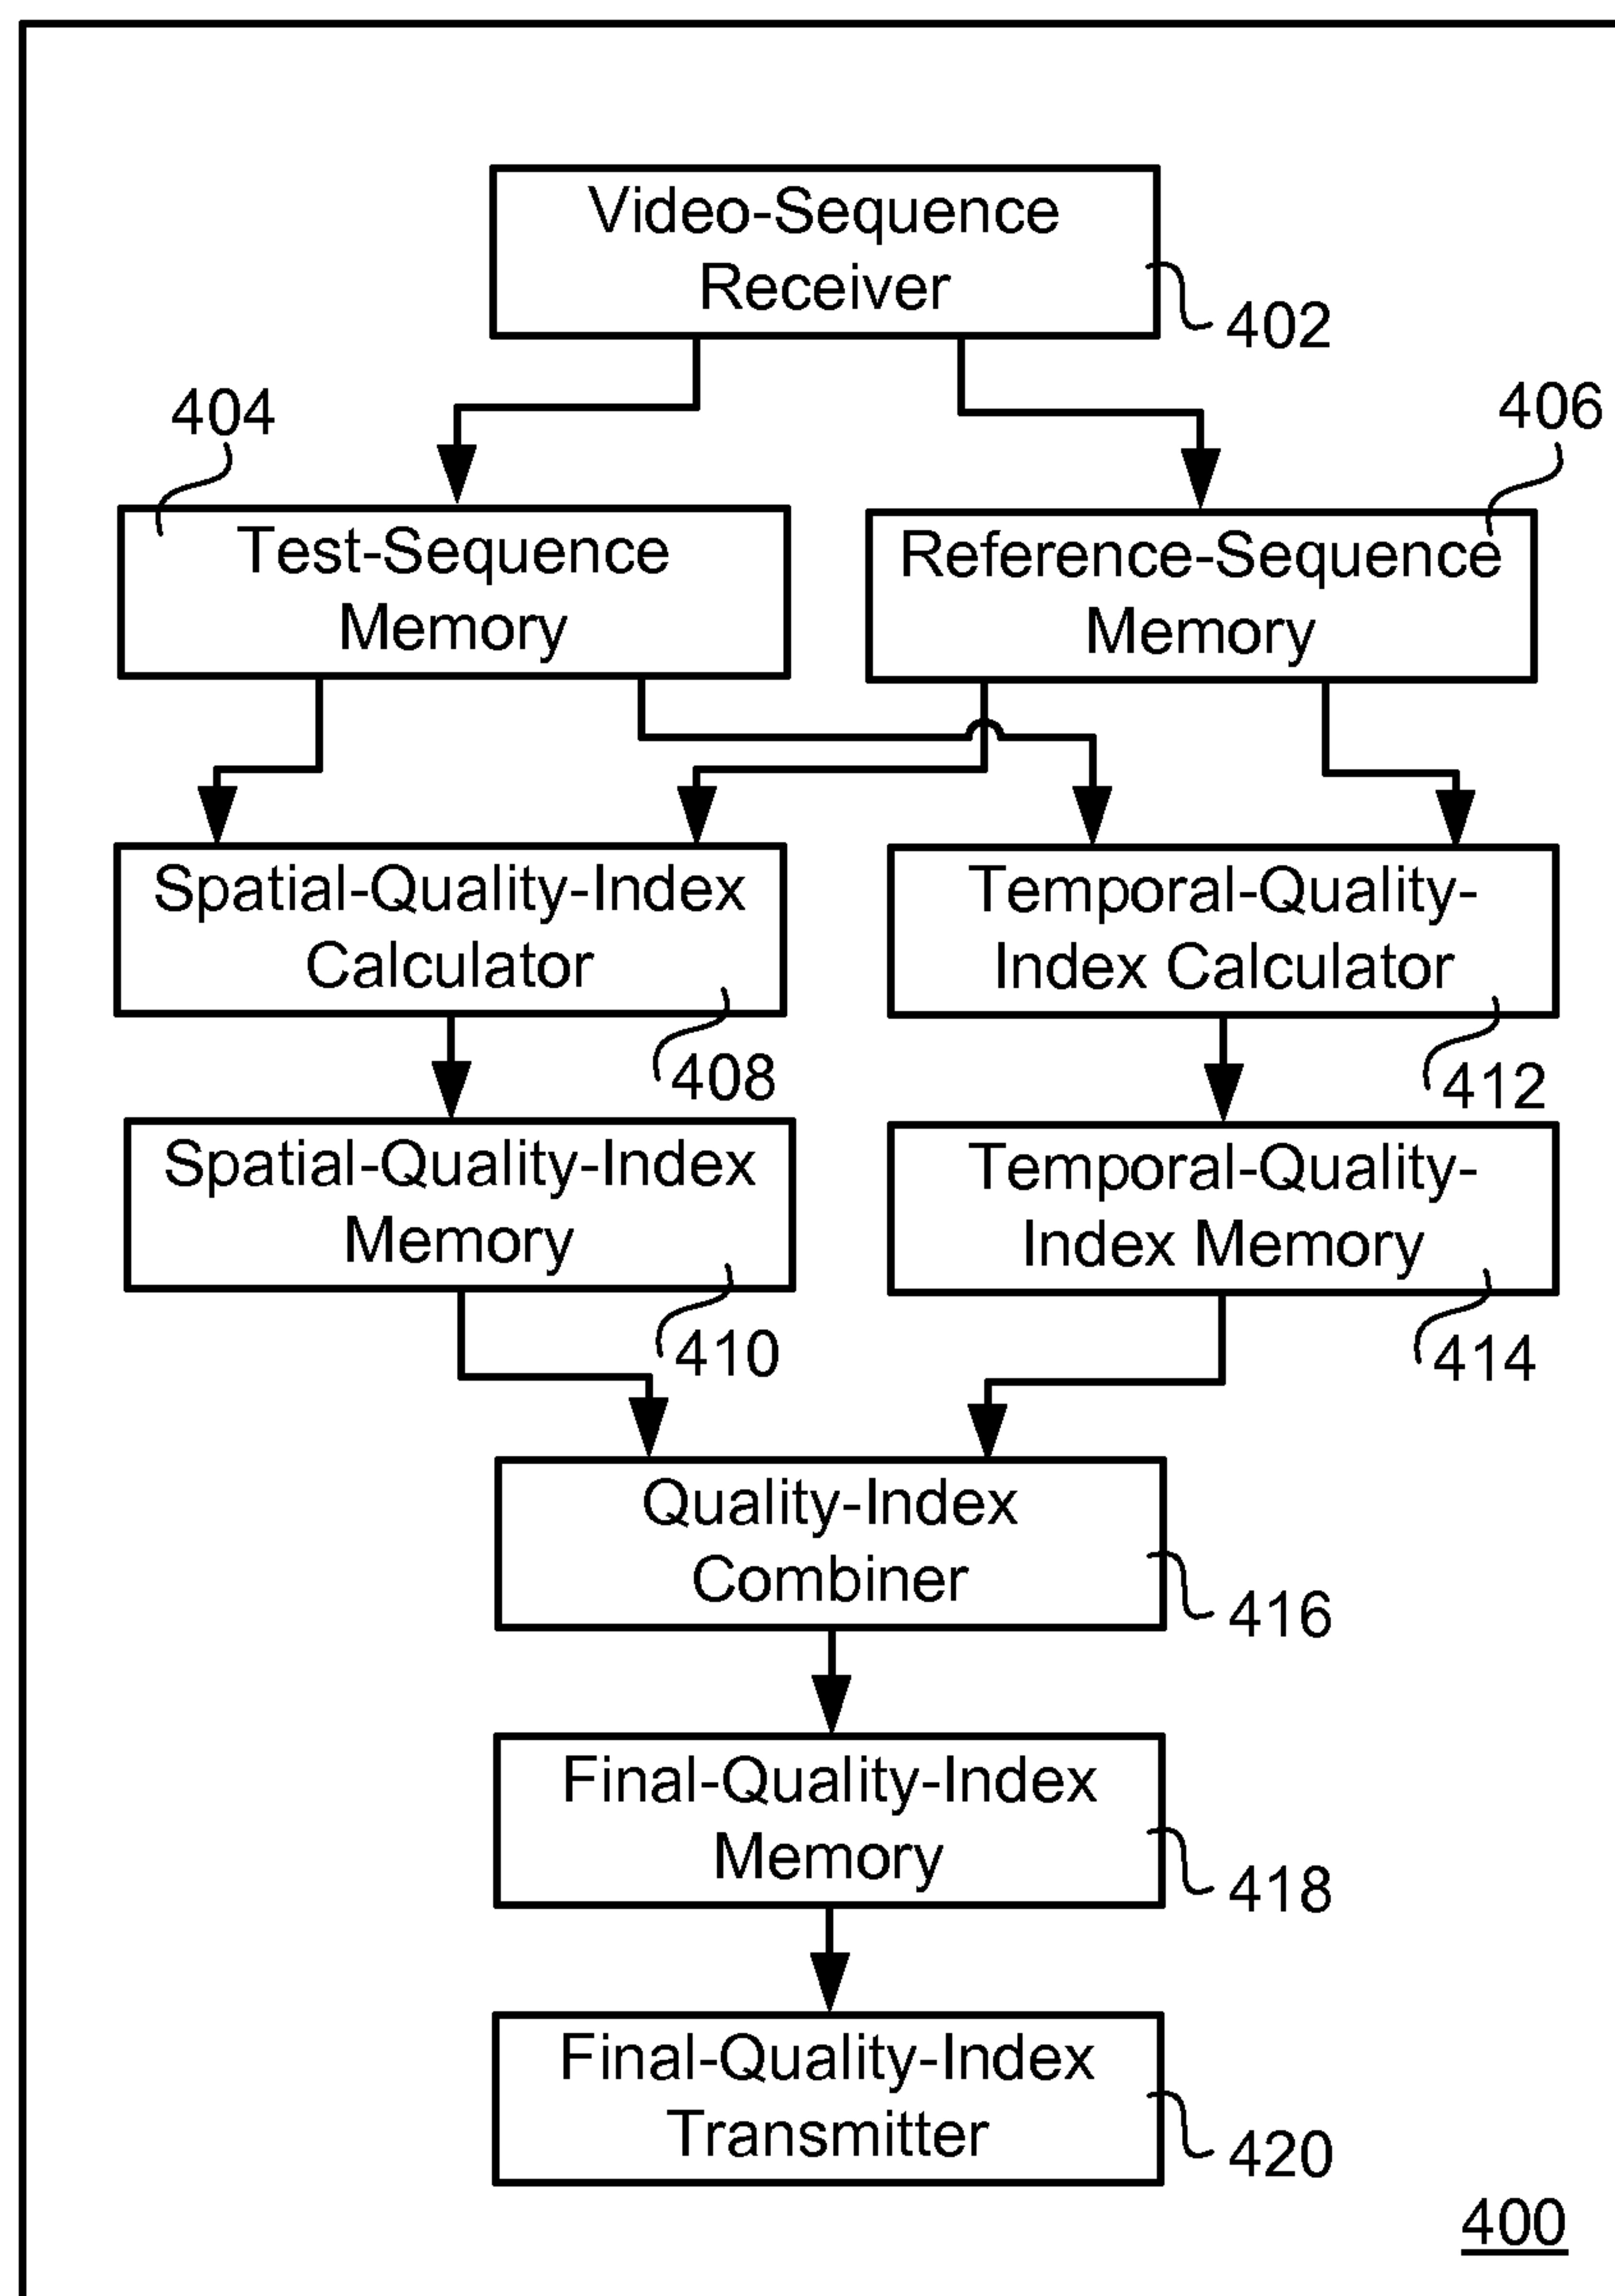 Video-Sequence
Receiver
402
404
406
Test-Sequence
Memory
Reference-Sequence
Memory
Spatial-Quality-Index
Calculator
408
Temporal-Quality-
Index Calculator
412
Spatial-Quality-Index
Memory
410
Temporal-Quality-
Index Memory
414
Quality-Index
Combiner
416
Final-Quality-Index
Memory
418
Final-Quality-Index
Transmitter
420
400